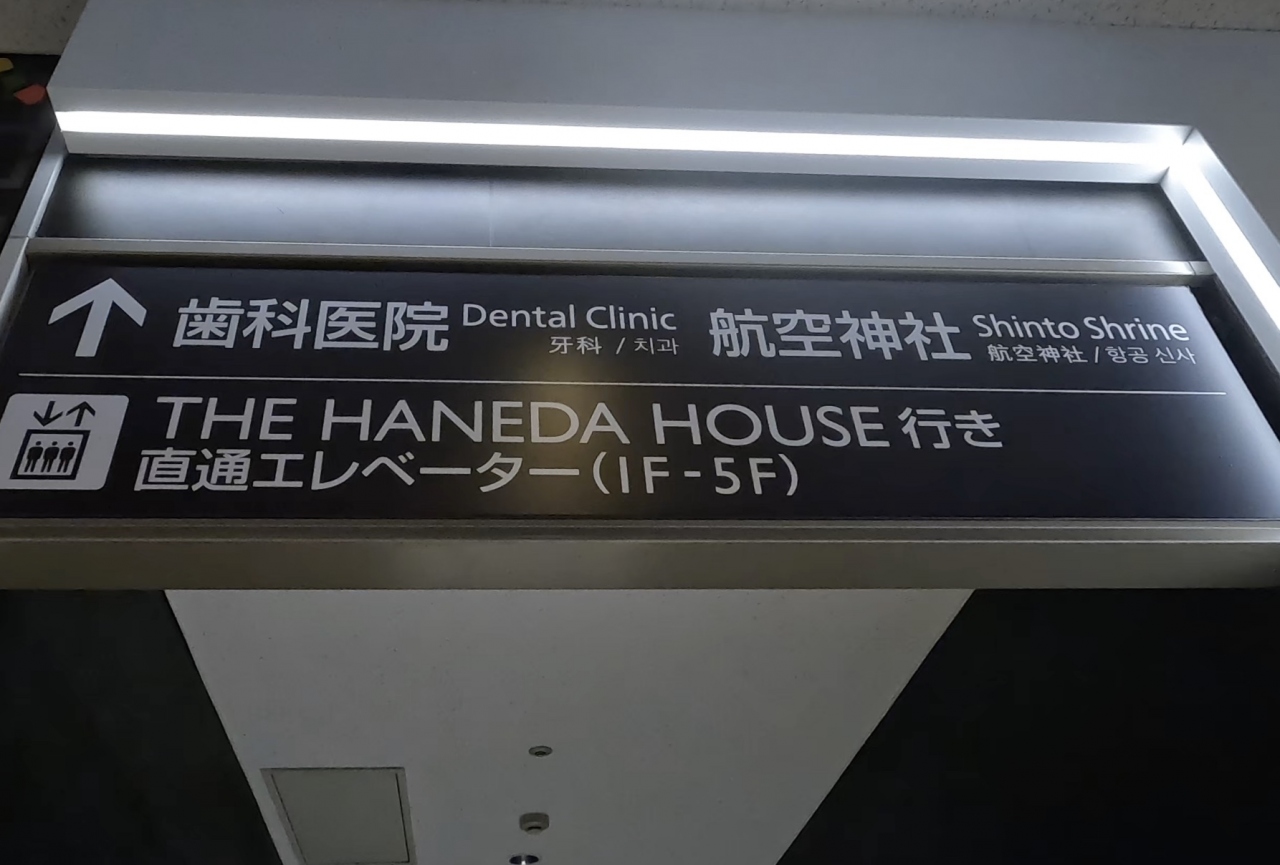 歯科医院 Dental Clinic 牙科 / 치과 航空神社 Shinto Shrine 航空神社 / 항공 신사
THE HANEDA HOUSE 行き
直通エレベーター(1F-5F)